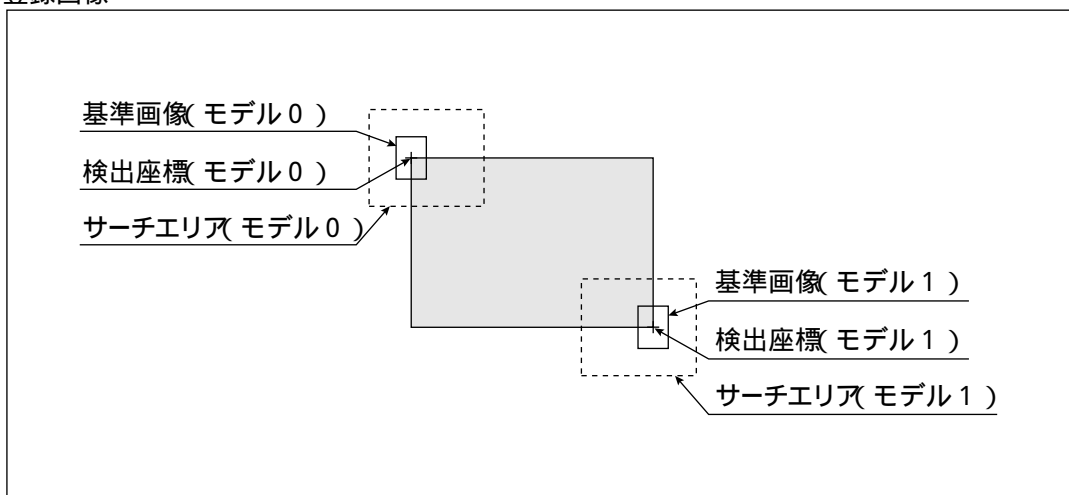 登録画像
基準画像(モデル0)
検出座標(モデル0)
サーチエリア(モデル0)
基準画像(モデル1)
検出座標(モデル1)
サーチエリア(モデル1)